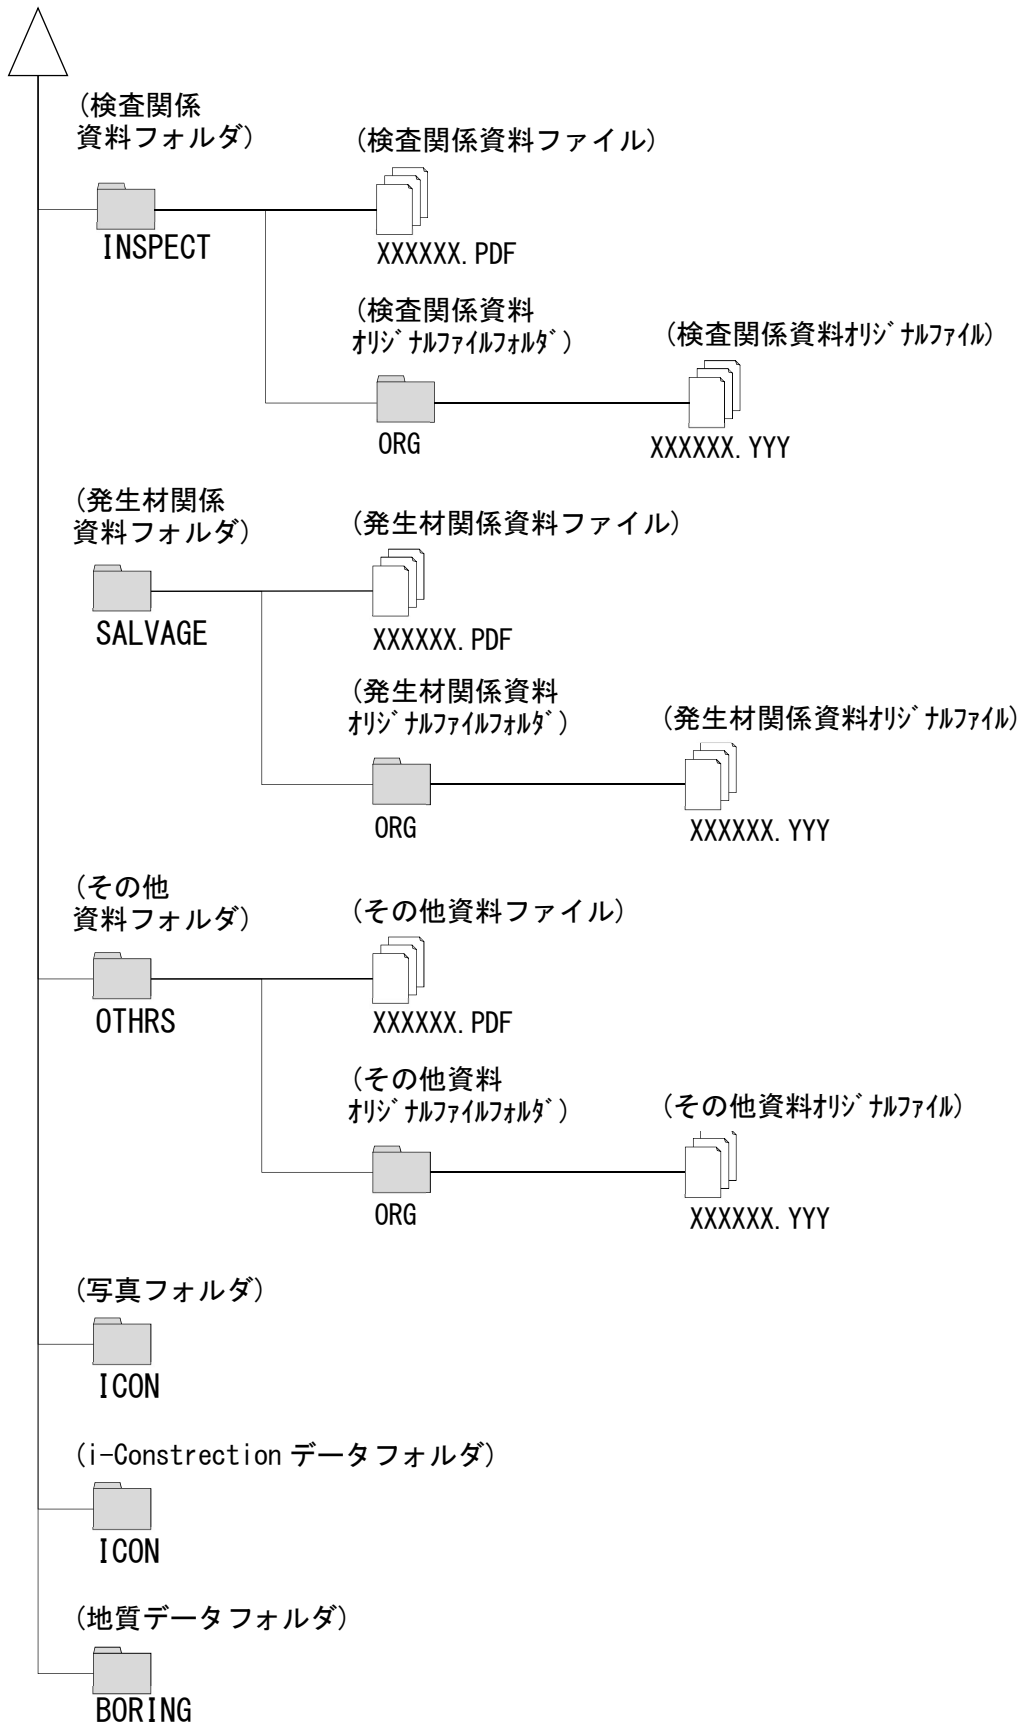 (検査関係
資料フォルダ)
(検査関係資料ファイル)
INSPECT
XXXXXX.PDF
(検査関係資料
ｵﾘｼﾞﾅﾙﾌｧｲﾙﾌｫﾙﾀﾞ)
(検査関係資料ｵﾘｼﾞﾅﾙﾌｧｲﾙ)
ORG
XXXXXX.YYY
(発生材関係
資料フォルダ)
(発生材関係資料ファイル)
SALVAGE
XXXXXX.PDF
(発生材関係資料
ｵﾘｼﾞﾅﾙﾌｧｲﾙﾌｫﾙﾀﾞ)
(発生材関係資料ｵﾘｼﾞﾅﾙﾌｧｲﾙ)
ORG
XXXXXX.YYY
(その他
資料フォルダ)
(その他資料ファイル)
OTHRS
XXXXXX.PDF
(その他資料
ｵﾘｼﾞﾅﾙﾌｧｲﾙﾌｫﾙﾀﾞ)
(その他資料ｵﾘｼﾞﾅﾙﾌｧｲﾙ)
ORG
XXXXXX.YYY
(写真フォルダ)
ICON
(i-Constrection データフォルダ)
ICON
(地質データフォルダ)
BORING